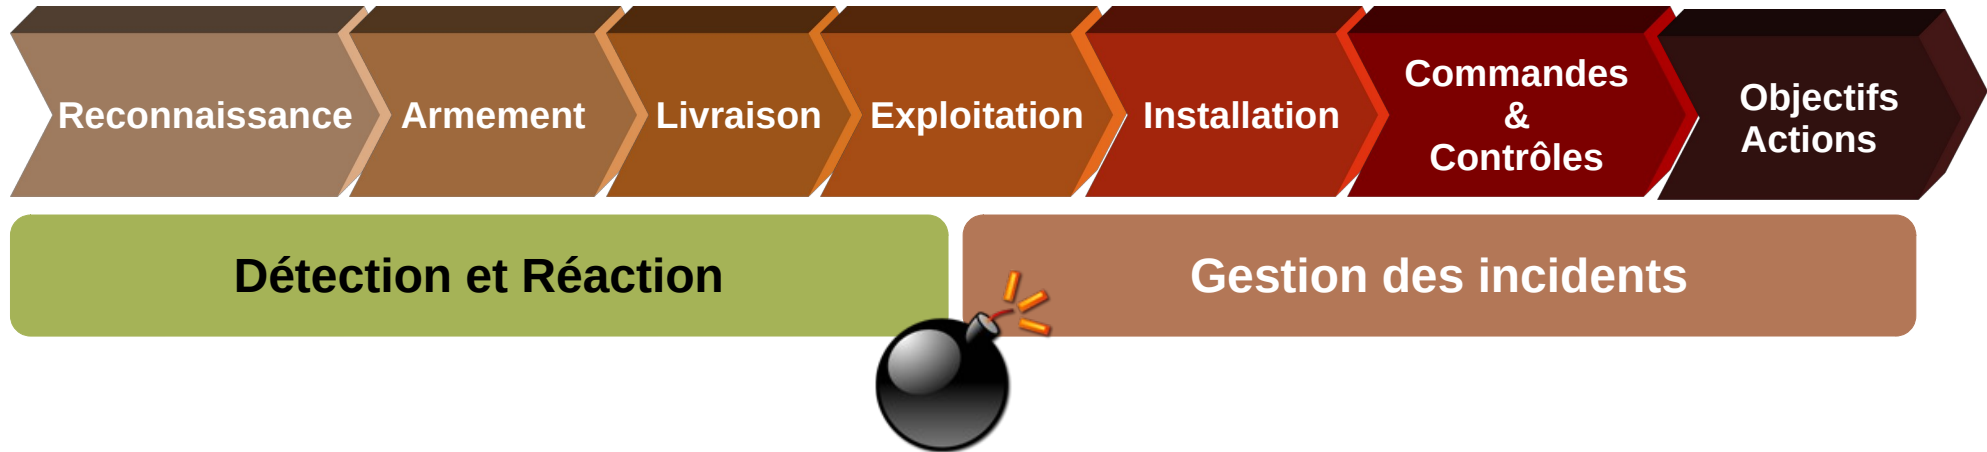 Reconnaissance
Armement
Livraison
Exploitation
Installation
Commandes
&
Contrôles
Objectifs
Actions
Détection et Réaction
Gestion des incidents